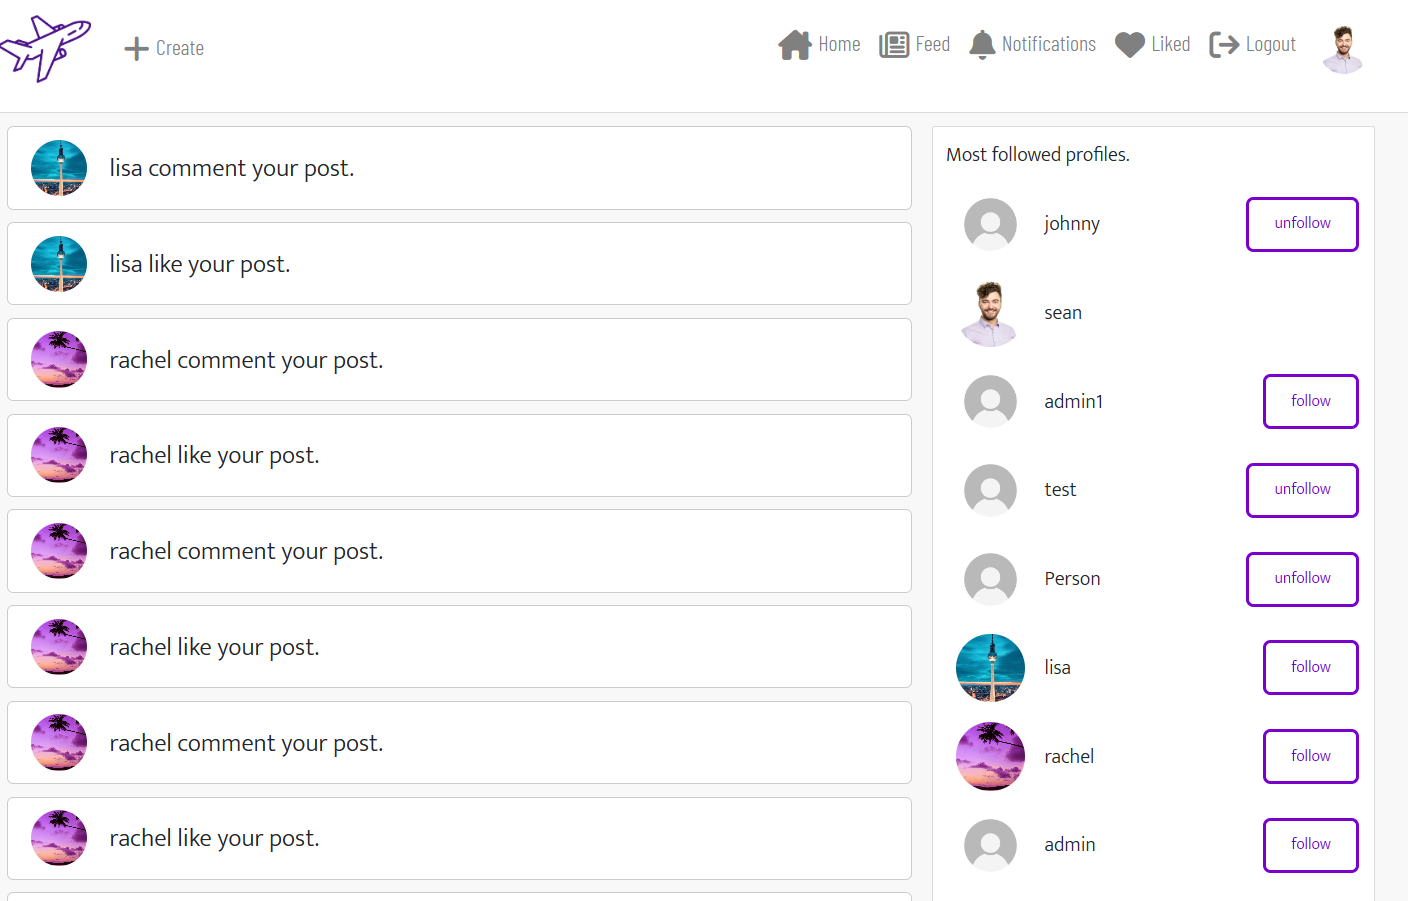 Create
Home Feed Notifications Liked Logout
lisa comment your post.
lisa like your post.
rachel comment your post.
rachel like your post.
rachel comment your post.
rachel like your post.
rachel comment your post.
rachel like your post.
Most followed profiles.
johnny unfollow
sean
admin1 follow
test unfollow
Person unfollow
lisa follow
rachel follow
admin follow